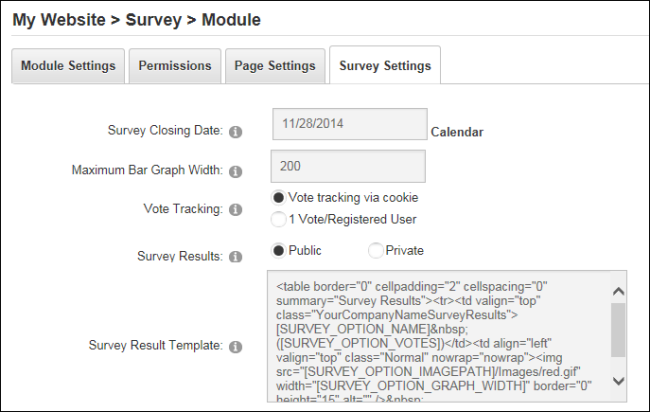 My Website > Survey > Module
Module Settings
Permissions
Page Settings
Survey Settings
Survey Closing Date:
11/28/2014
Calendar
Maximum Bar Graph Width:
200
Vote Tracking:
Vote tracking via cookie
1 Vote/Registered User
Survey Results:
Public
Private
Survey Result Template:
<table border="0" cellpadding="2" cellspacing="0"
summary="Survey Results"><tr><td valign="top"
class="YourCompanyNameSurveyResults">
[SURVEY_OPTION_NAME]&nbsp;
([SURVEY_OPTION_VOTES])</td><td align="left"
valign="top" class="Normal" nowrap="nowrap"><img
src="[SURVEY_OPTION_IMAGEPATH]/Images/red.gif"
width="[SURVEY_OPTION_GRAPH_WIDTH]" border="0"
height="15" alt="" />&nbsp;